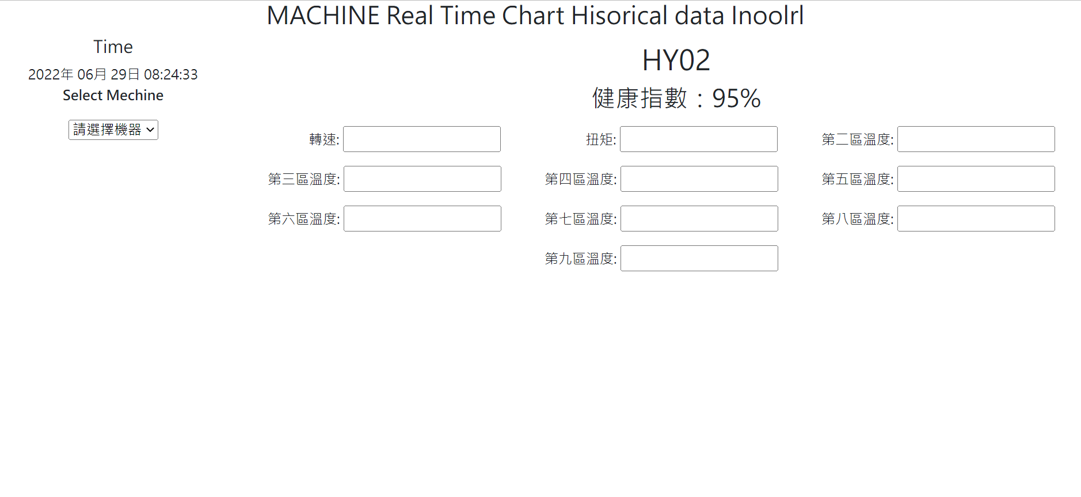 MACHINE Real Time Chart Hisorical data Inoolrl
Time
2022年 06月 29日 08:24:33
Select Mechine
請選擇機器
HY02
健康指數：95%
轉速: 扭矩: 第二區溫度:
第三區溫度: 第四區溫度: 第五區溫度:
第六區溫度: 第七區溫度: 第八區溫度:
第九區溫度: